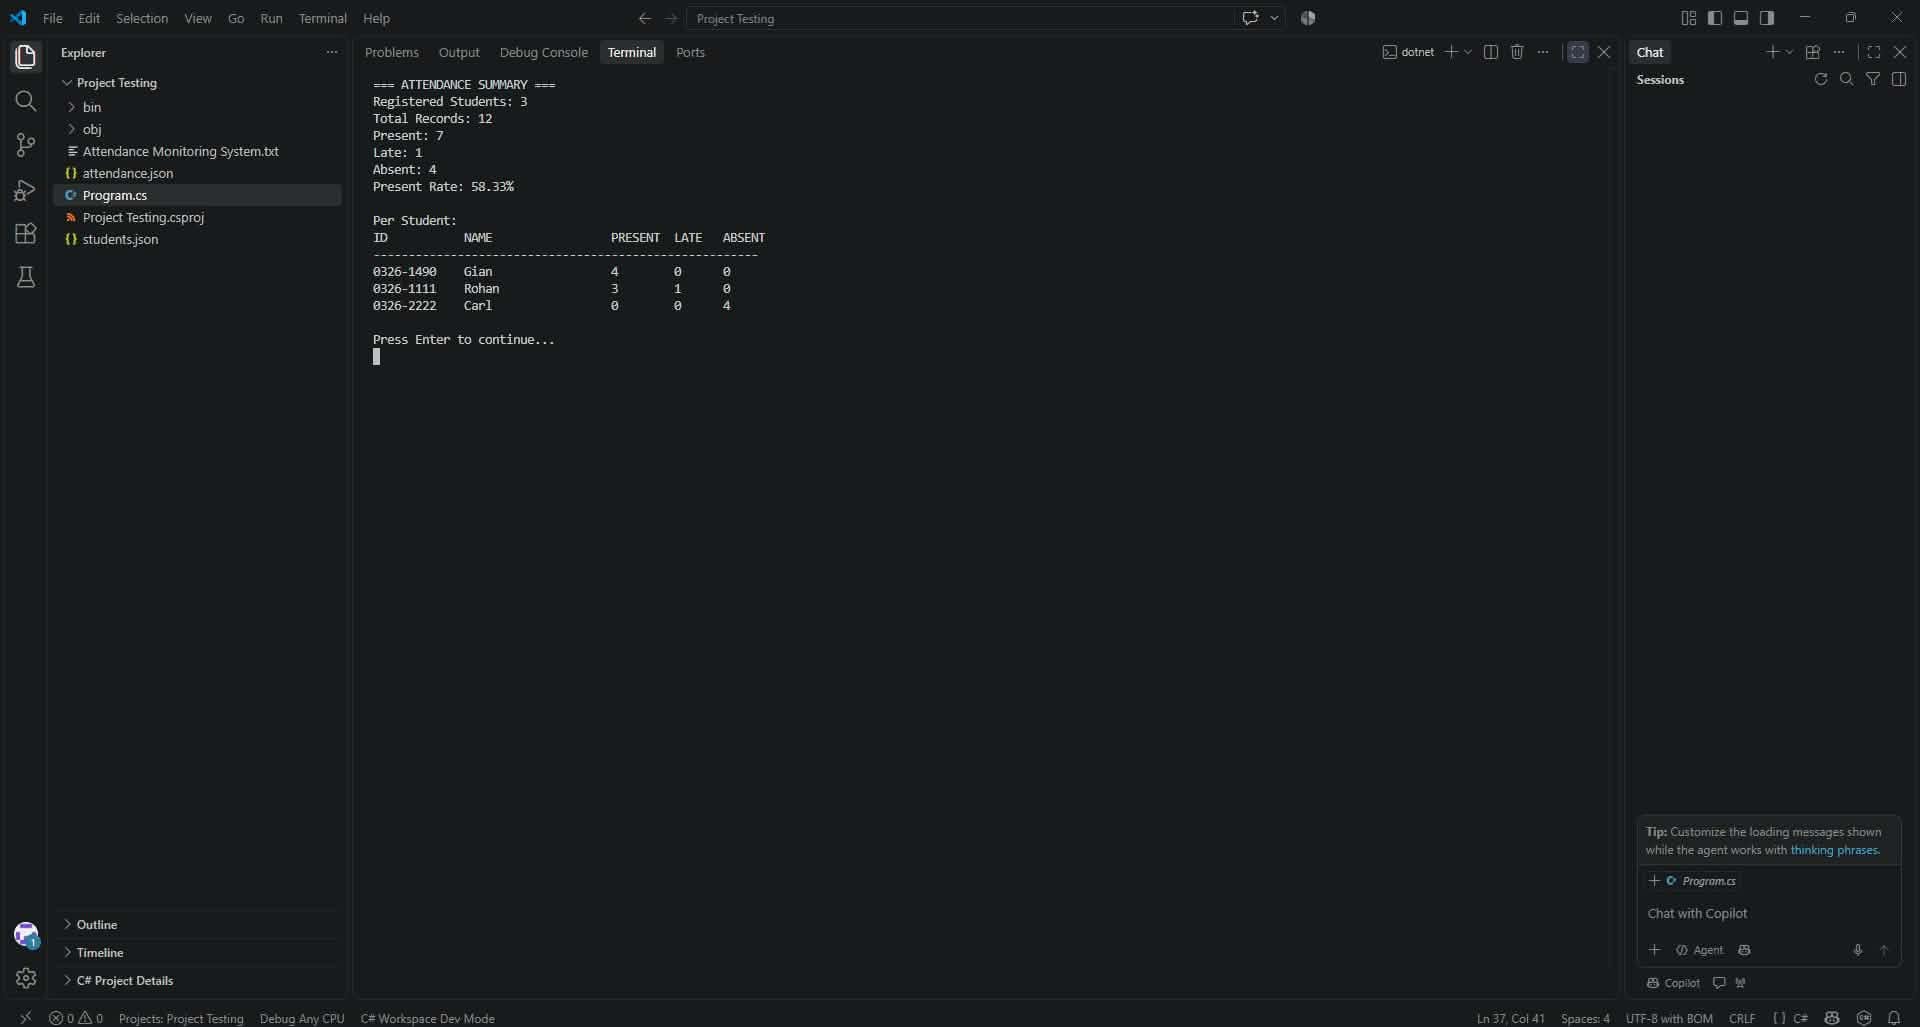 File Edit Selection View Go Run Terminal Help
Project Testing
Explorer
Project Testing
bin
obj
Attendance Monitoring System.txt
{} attendance.json
Program.cs
Project Testing.csproj
{} students.json
Outline
Timeline
C# Project Details
Problems Output Debug Console Terminal Ports
dotnet
=== ATTENDANCE SUMMARY ===
Registered Students: 3
Total Records: 12
Present: 7
Late: 1
Absent: 4
Present Rate: 58.33%
Per Student:
ID NAME PRESENT LATE ABSENT
-------------------------------------------------------
0326-1490 Gian 4 0 0
0326-1111 Rohan 3 1 0
0326-2222 Carl 0 0 4
Press Enter to continue...
Chat
Sessions
Tip: Customize the loading messages shown
while the agent works with thinking phrases.
Program.cs
Chat with Copilot
Agent
Copilot
1
0 0 Projects: Project Testing Debug Any CPU C# Workspace Dev Mode
Ln 37, Col 41 Spaces: 4 UTF-8 with BOM CRLF {} C#